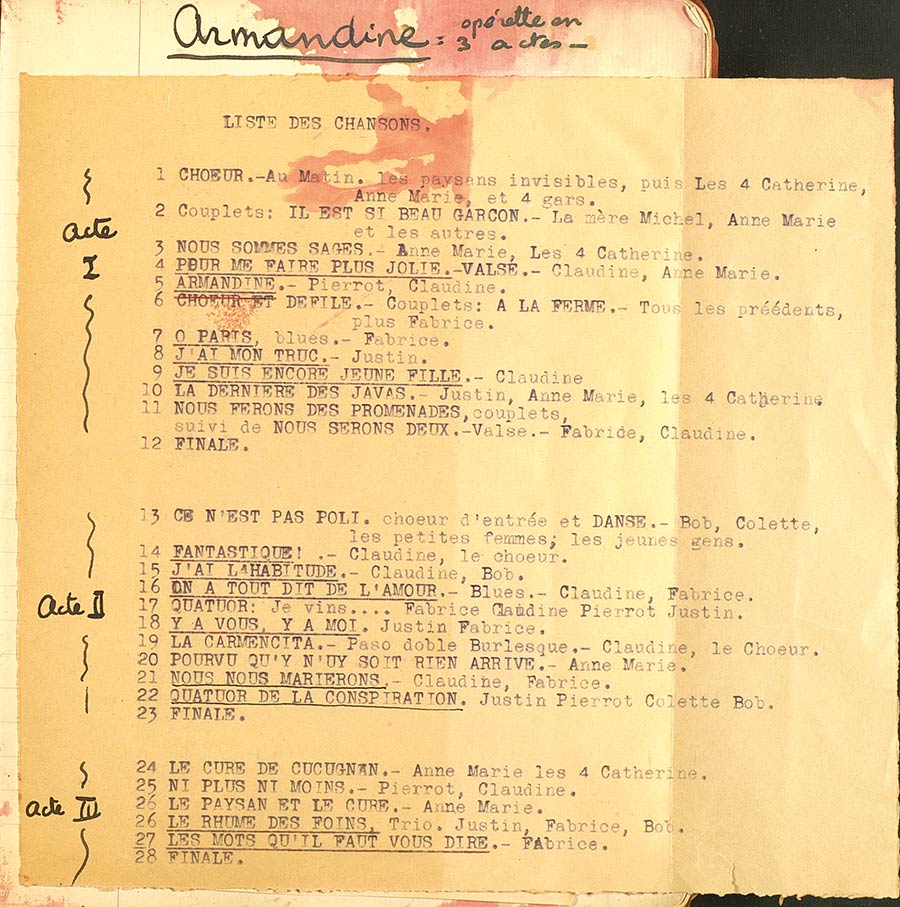 Armandine = opérette en
3 actes —
LISTE DES CHANSONS.
1 CHOEUR.-Au Matin. les paysans invisibles, puis Les 4 Catherine,
Anne Marie, et 4 gars.
2 Couplets: IL EST SI BEAU GARCON.- La mère Michel, Anne Marie
et les autres.
acte
I
3 NOUS SOMMES SAGES.- Anne Marie, Les 4 Catherine.
4 POUR ME FAIRE PLUS JOLIE.-VALSE.- Claudine, Anne Marie.
5 ARMANDINE.- Pierrot, Claudine.
6 CHOEUR ET DEFILE.- Couplets: A LA FERME.- Tous les préédents,
plus Fabrice.
7 O PARIS, blues.- Fabrice.
8 J'AI MON TRUC.- Justin.
9 JE SUIS ENCORE JEUNE FILLE.- Claudine
10 LA DERNIERE DES JAVAS.- Justin, Anne Marie, les 4 Catherine
11 NOUS FERONS DES PROMENADES,couplets,
suivi de NOUS SERONS DEUX.-Valse.- Fabride, Claudine.
12 FINALE.
13 CE N'EST PAS POLI. choeur d'entrée et DANSE.- Bob, Colette,
les petites femmes; les jeunes gens.
14 FANTASTIQUE! .- Claudine, le choeur.
15 J'AI L4HABITUDE.- Claudine, Bob.
16 ON A TOUT DIT DE L'AMOUR.- Blues.- Claudine, Fabrice.
Acte II
17 QUATUOR: Je vins.... Fabrice Claudine Pierrot Justin.
18 Y A VOUS, Y A MOI. Justin Fabrice.
19 LA CARMENCITA.- Paso doble Burlesque.- Claudine, le Choeur.
20 POURVU QU'Y N'UY SOIT RIEN ARRIVE.- Anne Marie.
21 NOUS NOUS MARIERONS.- Claudine, Fabrice.
22 QUATUOR DE LA CONSPIRATION. Justin Pierrot Colette Bob.
23 FINALE.
24 LE CURE DE CUCUGNAN.- Anne Marie les 4 Catherine.
25 NI PLUS NI MOINS.- Pierrot, Claudine.
Acte III
26 LE PAYSAN ET LE CURE.- Anne Marie.
26 LE RHUME DES FOINS, Trio. Justin, Fabrice, Bob.
27 LES MOTS QU'IL FAUT VOUS DIRE.- Fabrice.
28 FINALE.